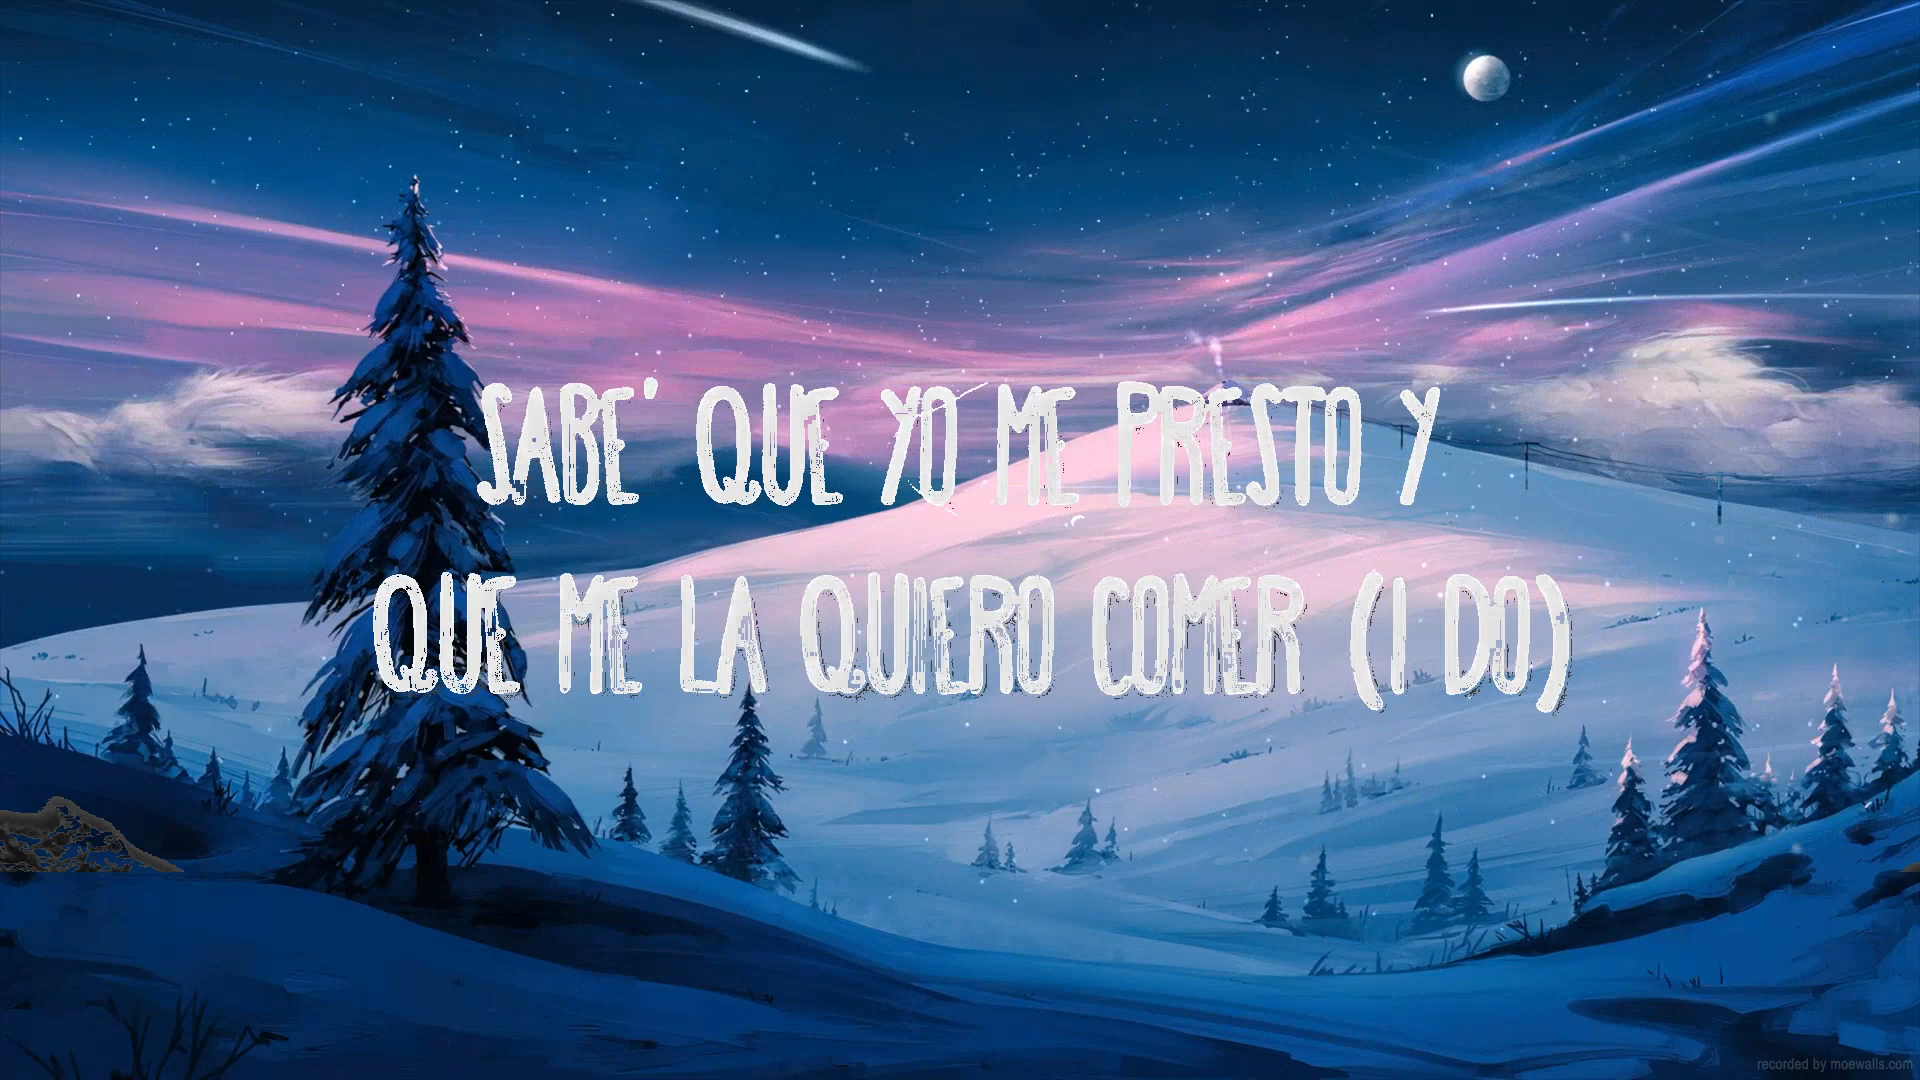 SABE' QUE YO ME PRESTO Y
QUE ME LA QUIERO COMER (I DO)
recorded by moewalls.com